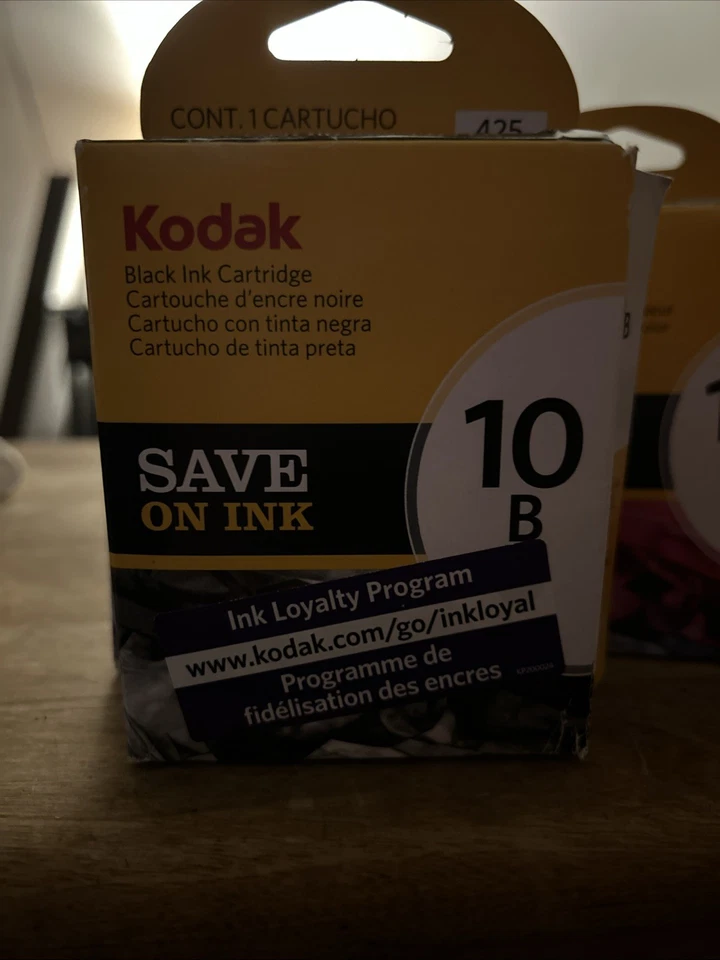 CONT. 1 CARTUCHO
425
Kodak
Black Ink Cartridge
Cartouche d'encre noire
Cartucho con tinta negra
Cartucho de tinta preta
10
B
SAVE
ON INK
Ink Loyalty Program
www.kodak.com/go/inkloyal
Programme de
fidélisation des encres